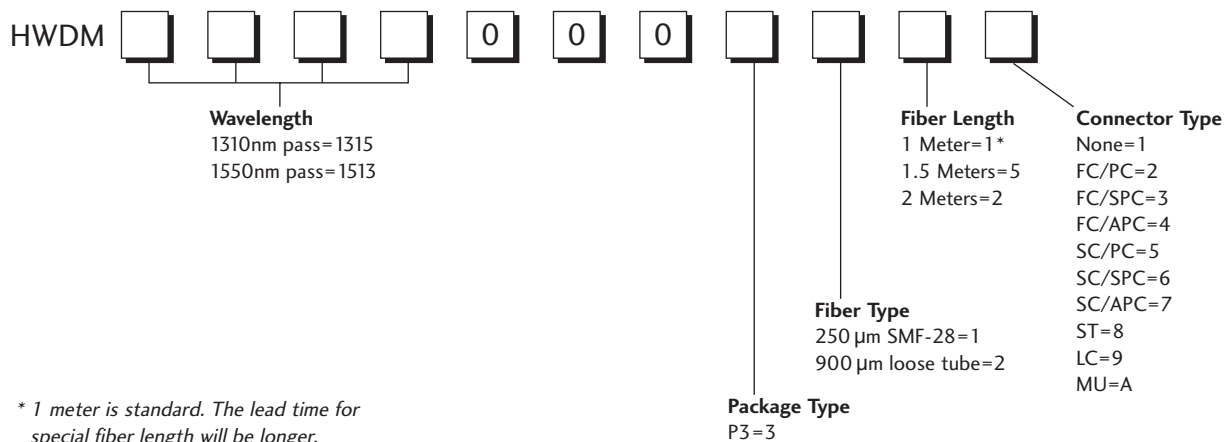 HWDM 0 0 0
Wavelength
1310nm pass=1315
1550nm pass=1513
Fiber Length
1 Meter=1*
1.5 Meters=5
2 Meters=2
Connector Type
None=1
FC/PC=2
FC/SPC=3
FC/APC=4
SC/PC=5
SC/SPC=6
SC/APC=7
ST=8
LC=9
MU=A
Fiber Type
250 µm SMF-28=1
900 µm loose tube=2
Package Type
P3=3
* 1 meter is standard. The lead time for
special fiber length will be longer.